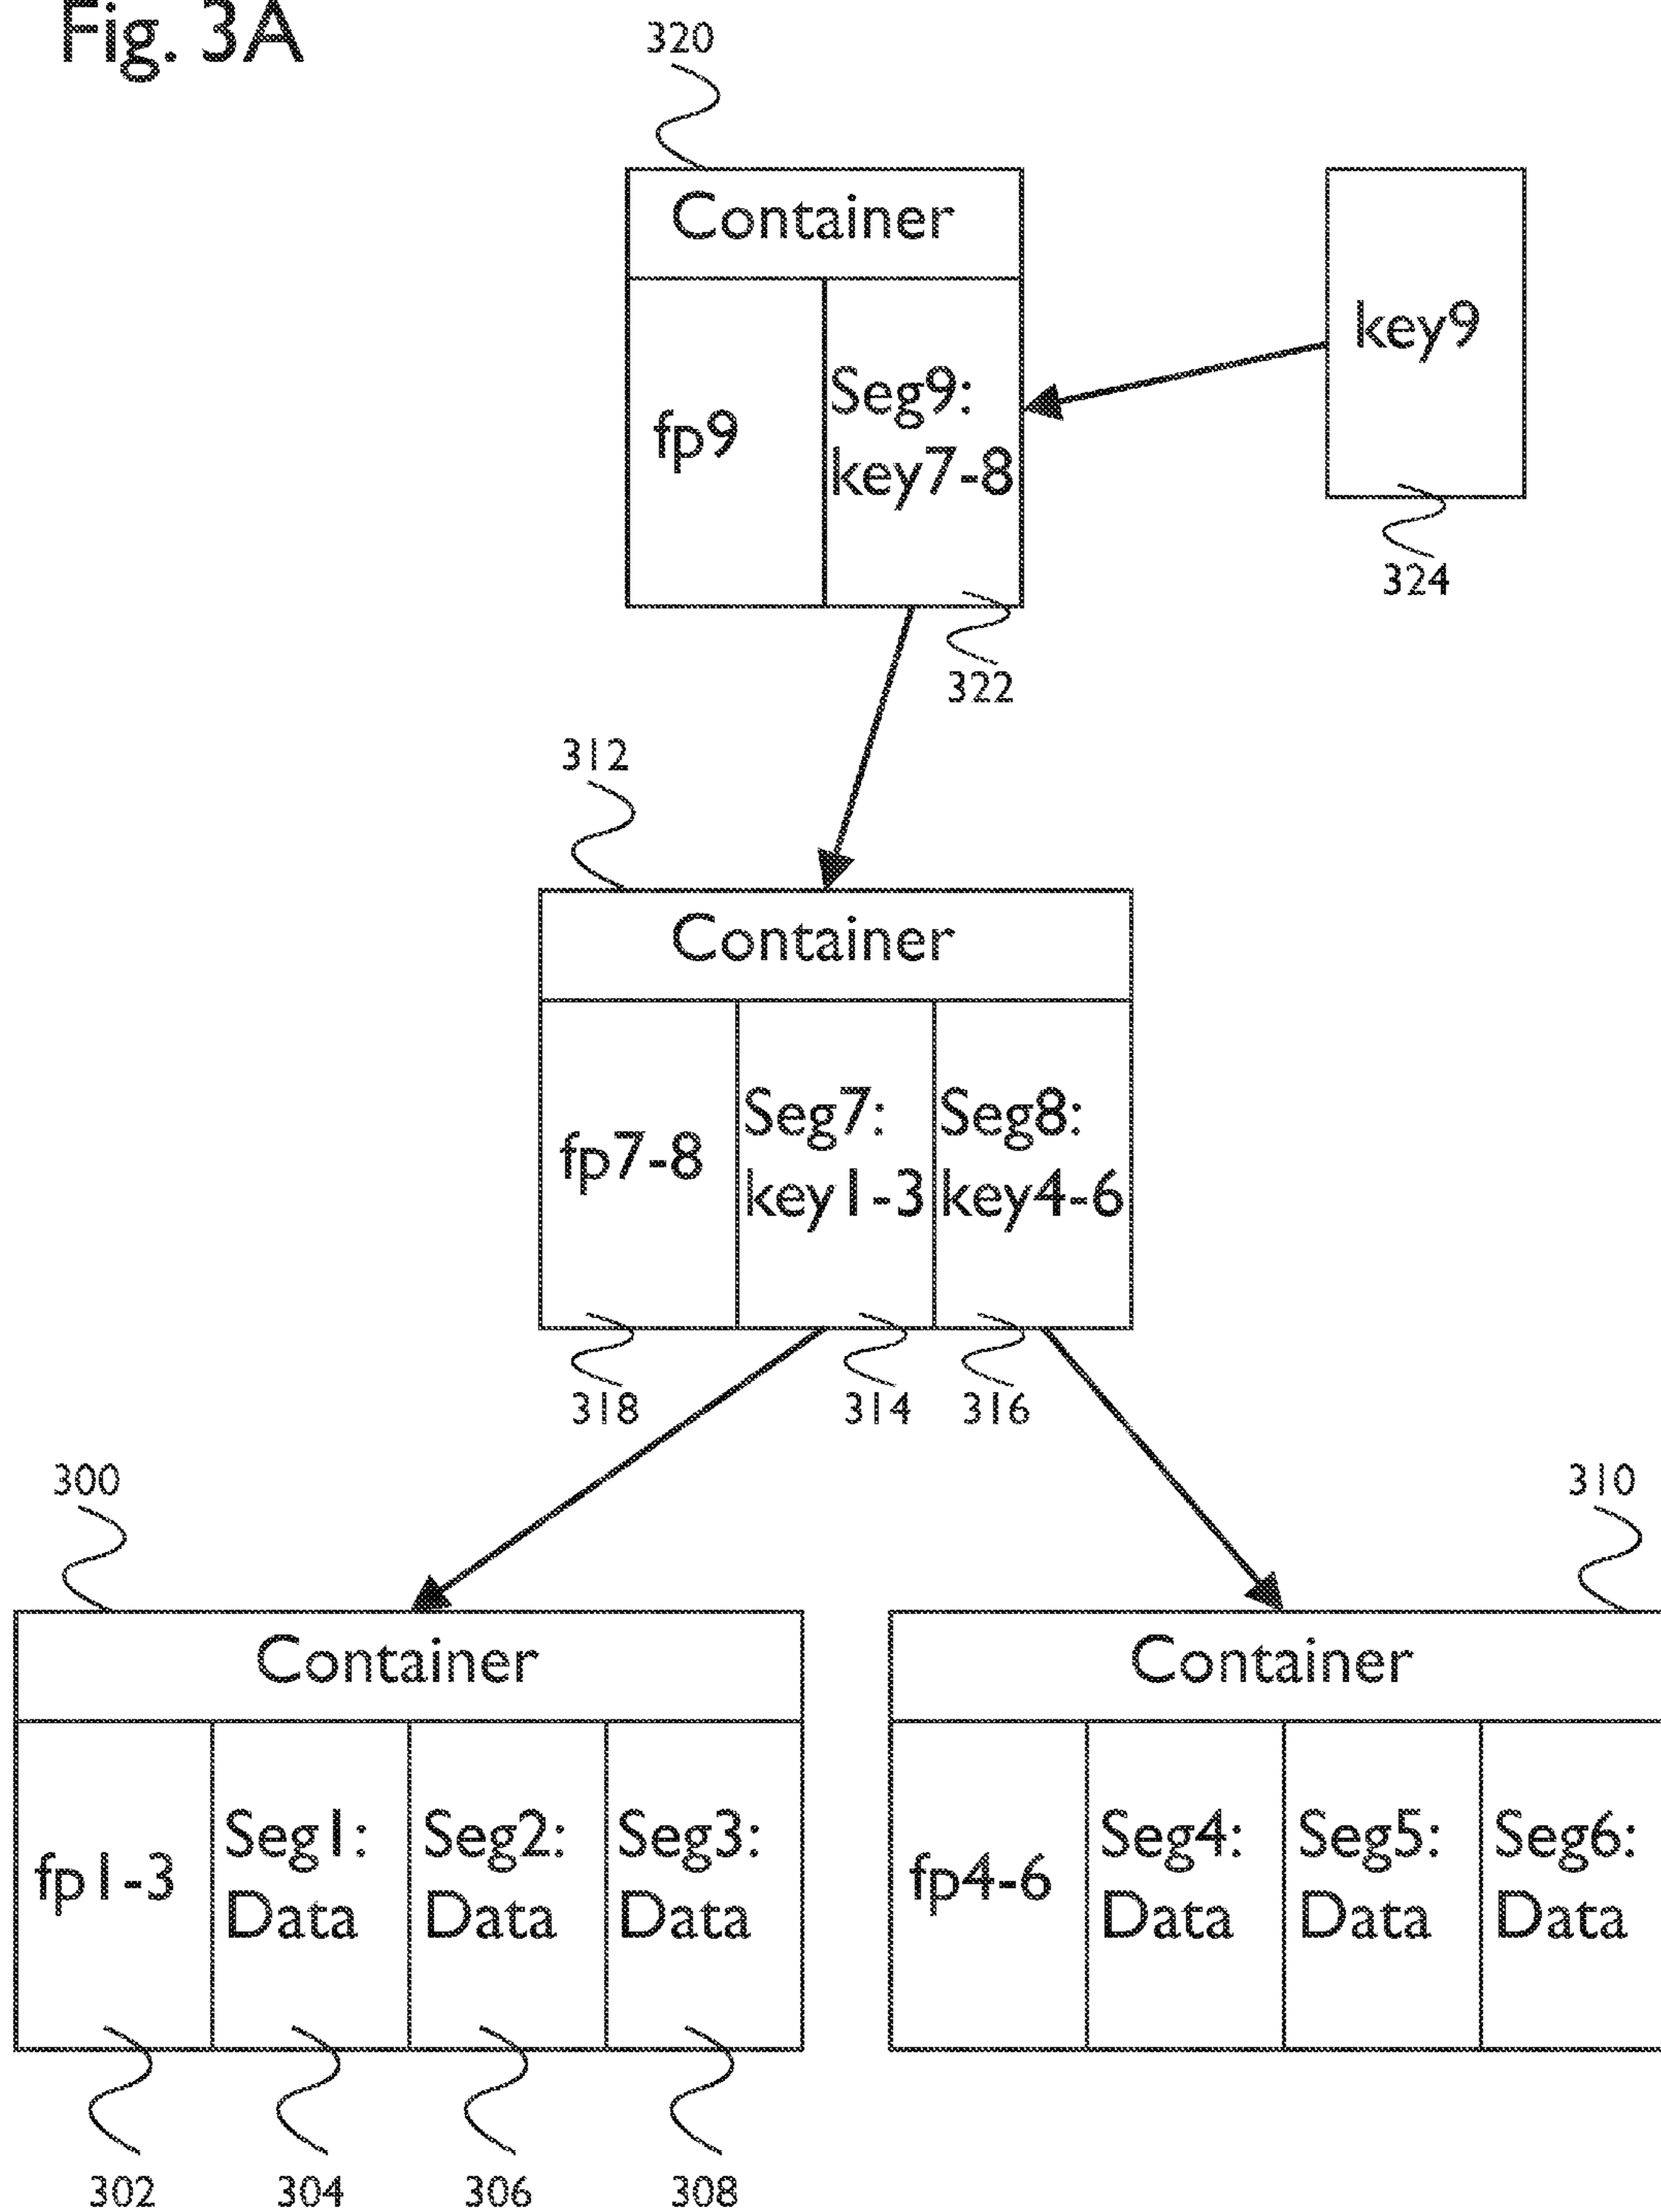 Fig. 3A
320
Container
key9
fp9
Seg9:
key7-8
324
322
312
Container
fp7-8
Seg7:
key1-3
Seg8:
key4-6
318
314
316
300
310
Container
fp1-3
Seg1:
Data
Seg2:
Data
Seg3:
Data
Container
fp4-6
Seg4:
Data
Seg5:
Data
Seg6:
Data
302
304
306
308